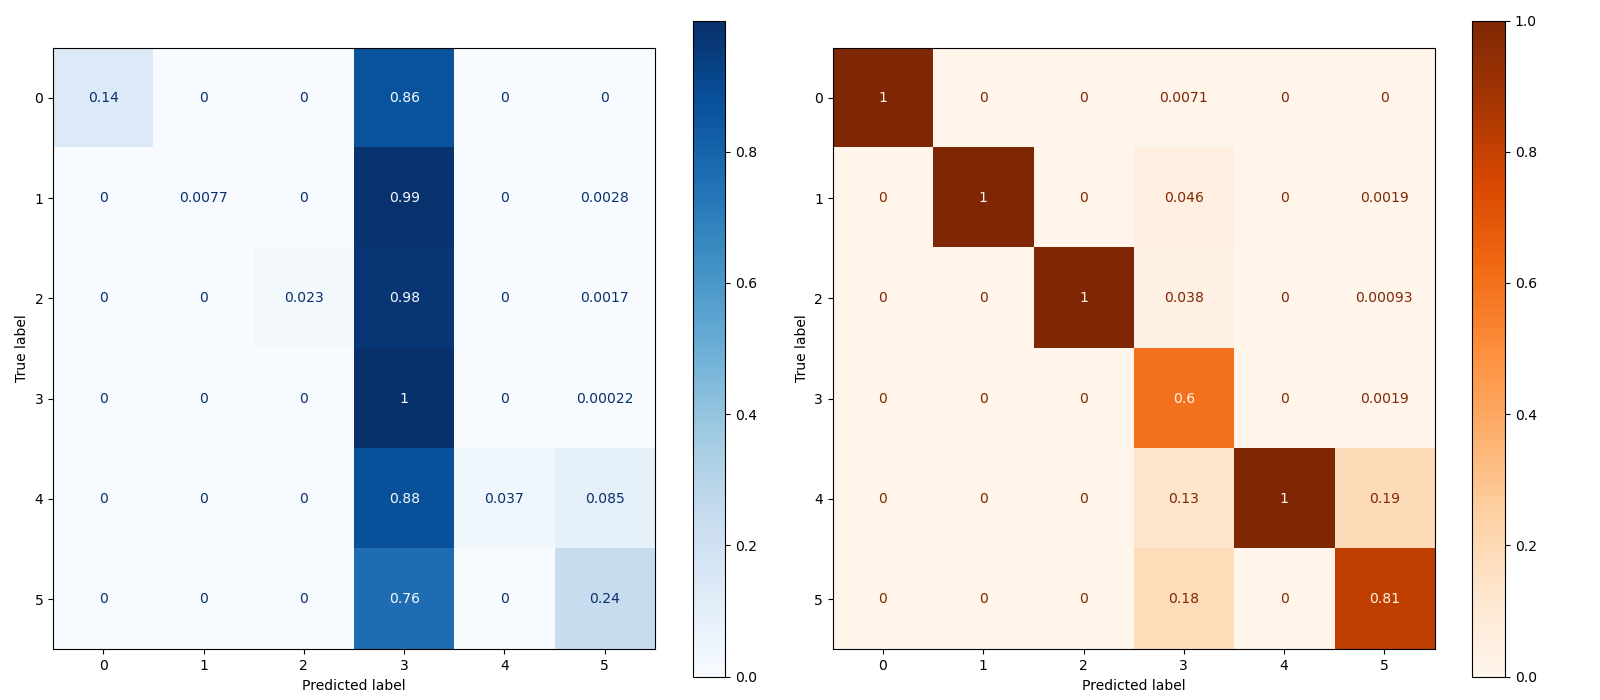 0 0.14 0 0 0.86 0 0
1 0 0.0077 0 0.99 0 0.0028
2 0 0 0.023 0.98 0 0.0017
3 0 0 0 1 0 0.00022
4 0 0 0 0.88 0.037 0.085
5 0 0 0 0.76 0 0.24
0 1 2 3 4 5
True label
Predicted label
0.8
0.6
0.4
0.2
0.0
0 1 0 0 0.0071 0 0
1 0 1 0 0.046 0 0.0019
2 0 0 1 0.038 0 0.00093
3 0 0 0 0.6 0 0.0019
4 0 0 0 0.13 1 0.19
5 0 0 0 0.18 0 0.81
0 1 2 3 4 5
True label
Predicted label
1.0
0.8
0.6
0.4
0.2
0.0